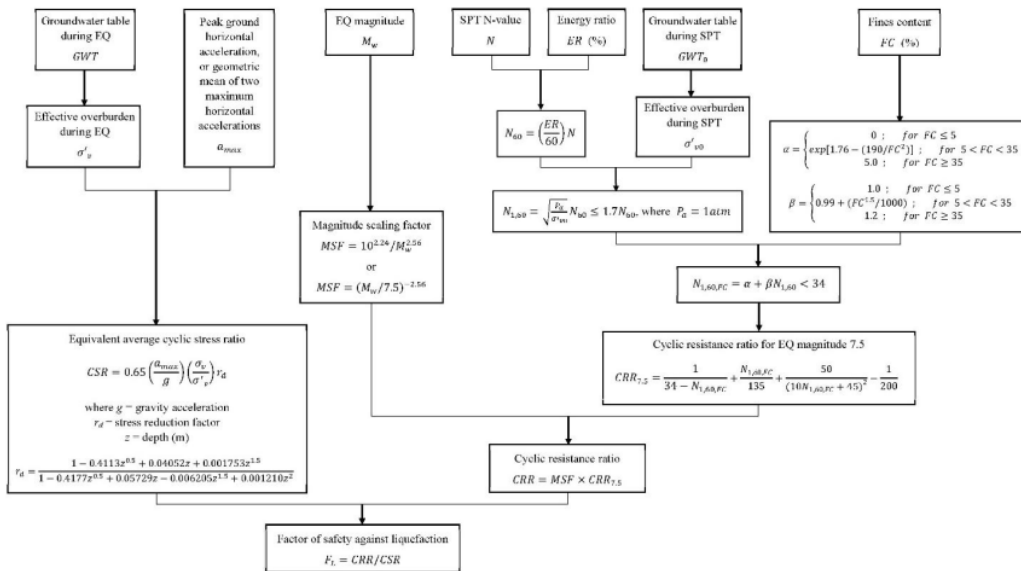 Groundwater table
during EQ
GWT
Peak ground
horizontal
acceleration,
or geometric
mean of two
maximum
horizontal
accelerations
a_max
EQ magnitude
M_w
SPT N-value
N
Energy ratio
ER (%)
Groundwater table
during SPT
GWT_0
Fines content
FC (%)
Effective overburden
during EQ
σ'_v
N_60 = (ER/60) N
Effective overburden
during SPT
σ'_v0
α = { 0 ; for FC ≤ 5
exp[1.76 − (190/FC^2)] ; for 5 < FC < 35
5.0 ; for FC ≥ 35
β = { 1.0 ; for FC ≤ 5
0.99 + (FC^1.5/1000) ; for 5 < FC < 35
1.2 ; for FC ≥ 35
N_1,60 = √(P_a/σ'_v0) N_60 ≤ 1.7N_60, where P_a = 1atm
Magnitude scaling factor
MSF = 10^2.24/M_w^2.56
or
MSF = (M_w/7.5)^−2.56
N_1,60,FC = α + βN_1,60 < 34
Equivalent average cyclic stress ratio
CSR = 0.65 (a_max/g) (σ_v/σ'_v) r_d
where g = gravity acceleration
r_d = stress reduction factor
z = depth (m)
r_d = (1 − 0.4113z^0.5 + 0.04052z + 0.001753z^1.5)/(1 − 0.4177z^0.5 + 0.05729z − 0.006205z^1.5 + 0.001210z^2)
Cyclic resistance ratio for EQ magnitude 7.5
CRR_7.5 = 1/(34 − N_1,60,FC) + N_1,60,FC/135 + 50/(10N_1,60,FC + 45)^2 − 1/200
Cyclic resistance ratio
CRR = MSF × CRR_7.5
Factor of safety against liquefaction
F_L = CRR/CSR